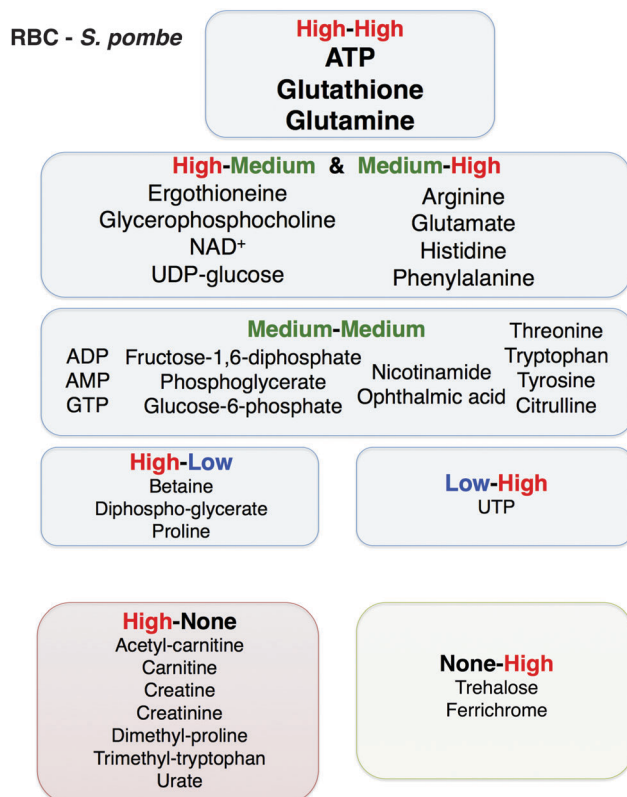 RBC - S. pombe
High-High
ATP
Glutathione
Glutamine
High-Medium & Medium-High
Ergothioneine
Glycerophosphocholine
NAD+
UDP-glucose
Arginine
Glutamate
Histidine
Phenylalanine
Medium-Medium
ADP
AMP
GTP
Fructose-1,6-diphosphate
Phosphoglycerate
Glucose-6-phosphate
Nicotinamide
Ophthalmic acid
Threonine
Tryptophan
Tyrosine
Citrulline
High-Low
Betaine
Diphospho-glycerate
Proline
Low-High
UTP
High-None
Acetyl-carnitine
Carnitine
Creatine
Creatinine
Dimethyl-proline
Trimethyl-tryptophan
Urate
None-High
Trehalose
Ferrichrome